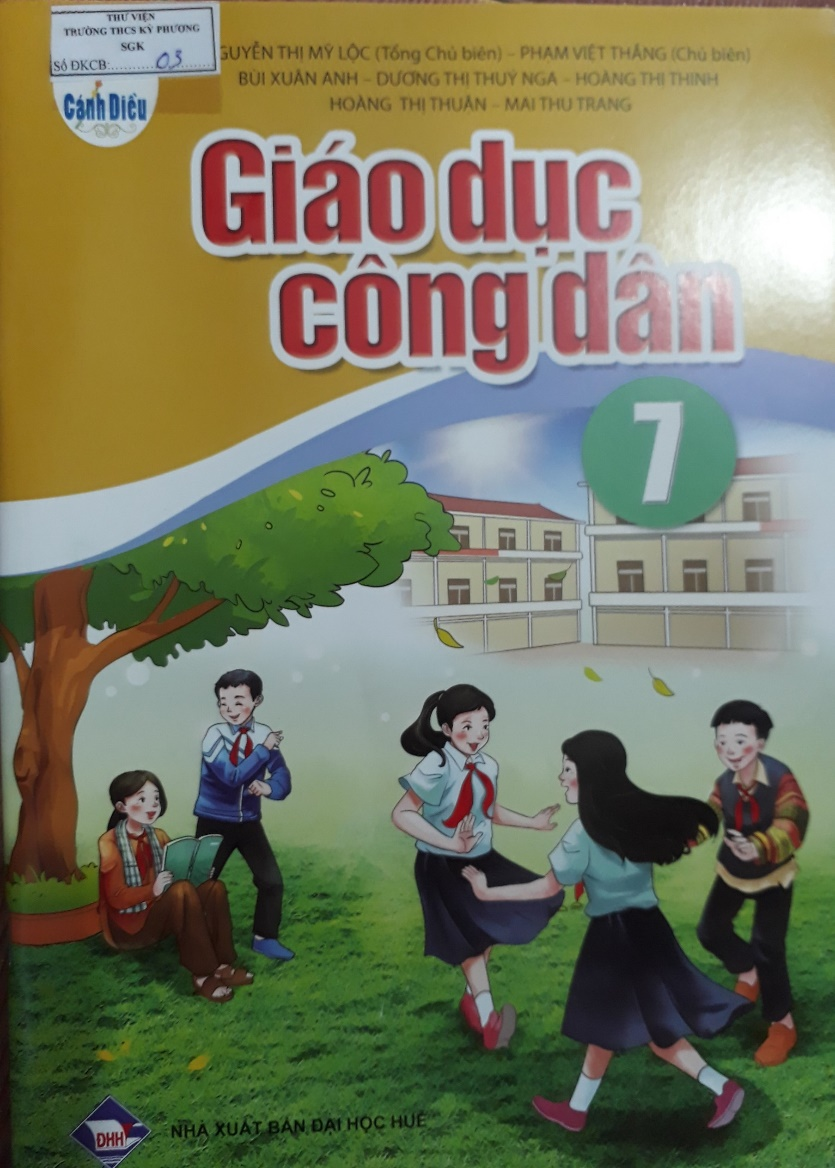 THƯ VIỆN
TRƯỜNG THCS KỲ PHƯƠNG
SGK
Số ĐKCB:......03......
Cánh Diều
NGUYỄN THỊ MỸ LỘC (Tổng Chủ biên) – PHẠM VIỆT THẮNG (Chủ biên)
BÙI XUÂN ANH – DƯƠNG THỊ THUÝ NGA – HOÀNG THỊ THINH
HOÀNG THỊ THUẬN – MAI THU TRANG
Giáo dục
công dân
7
ĐHH
NHÀ XUẤT BẢN ĐẠI HỌC HUẾ